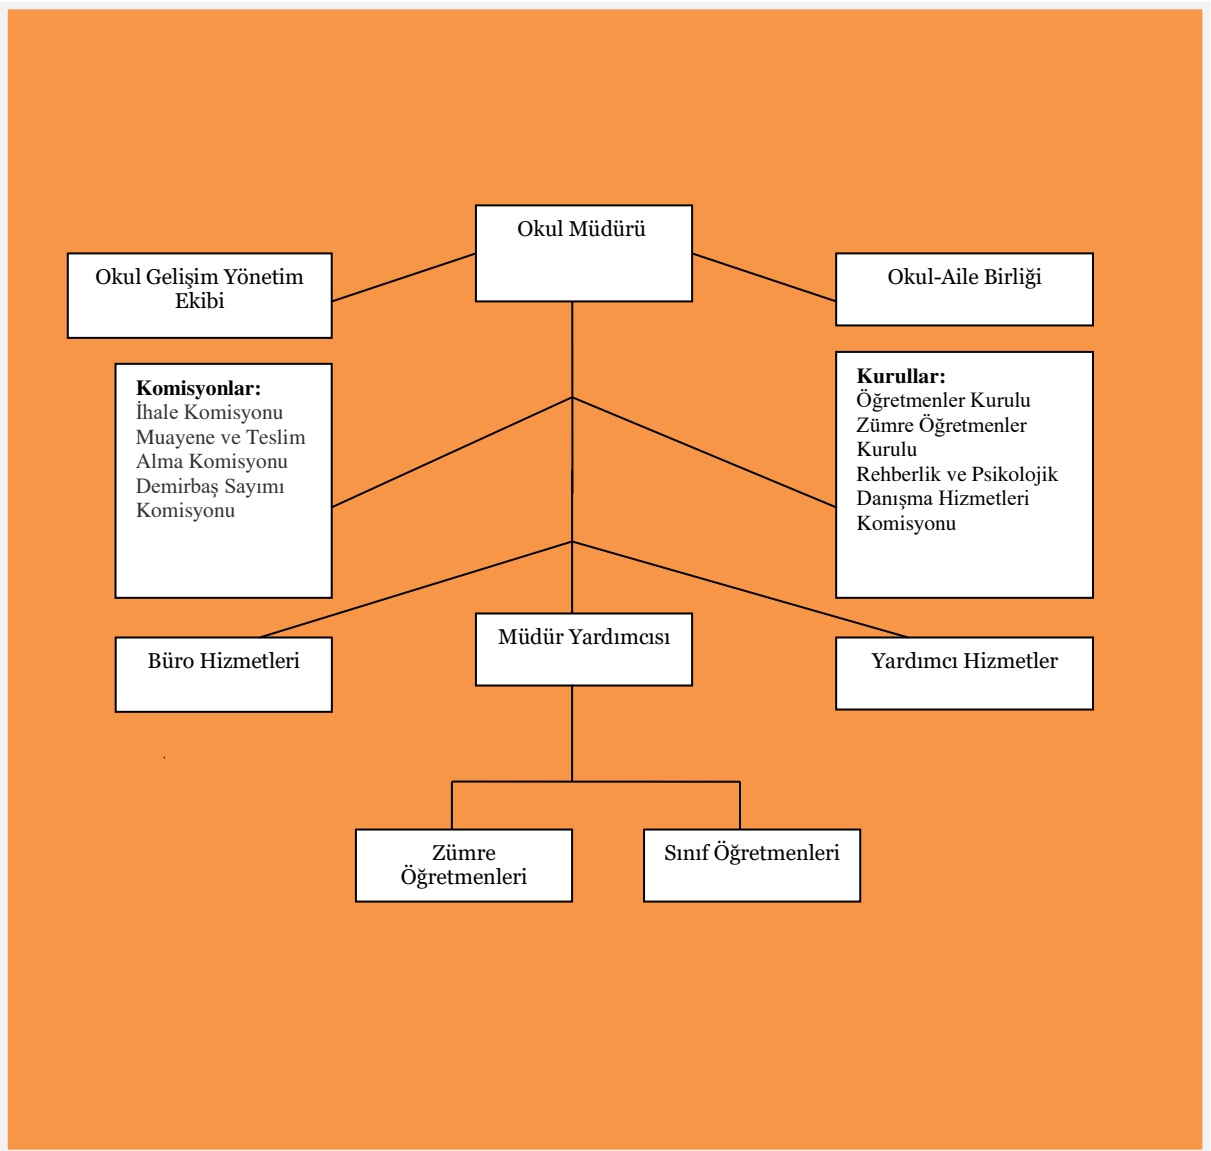 Okul Müdürü
Okul Gelişim Yönetim
Ekibi
Okul-Aile Birliği
Komisyonlar:
İhale Komisyonu
Muayene ve Teslim
Alma Komisyonu
Demirbaş Sayımı
Komisyonu
Kurullar:
Öğretmenler Kurulu
Zümre Öğretmenler
Kurulu
Rehberlik ve Psikolojik
Danışma Hizmetleri
Komisyonu
Büro Hizmetleri
Müdür Yardımcısı
Yardımcı Hizmetler
Zümre
Öğretmenleri
Sınıf Öğretmenleri